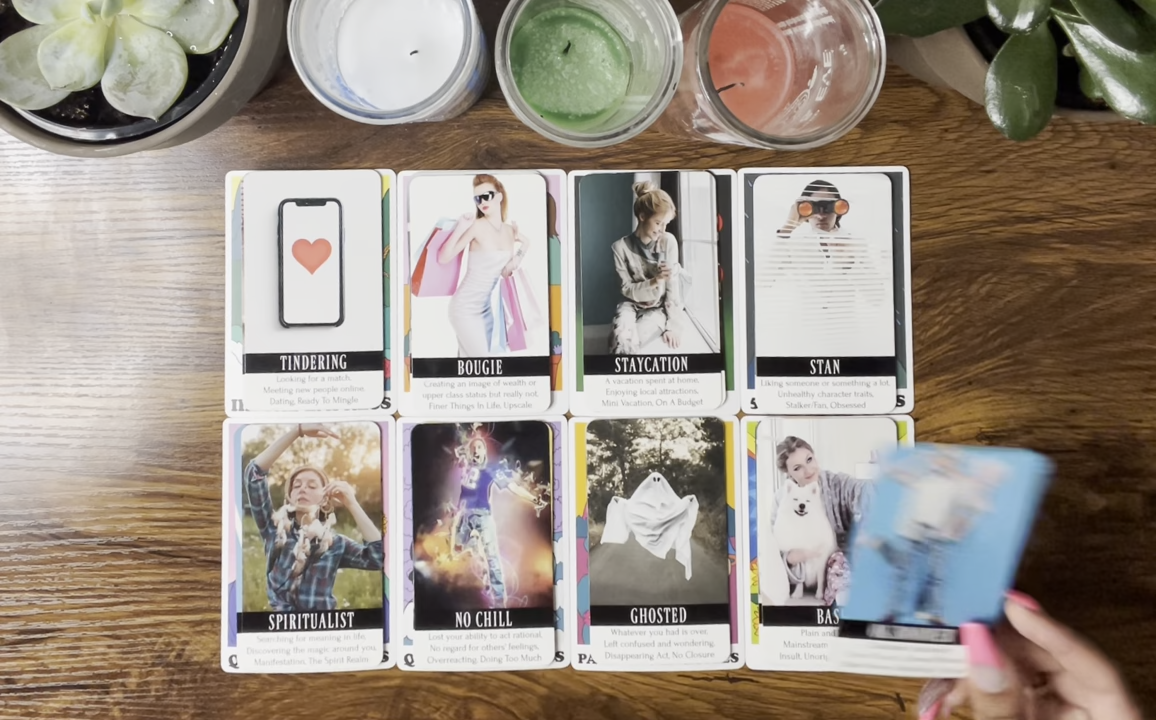 TINDERING
Looking for a match,
Meeting new people online,
Dating, Ready To Mingle
BOUGIE
Creating an image of wealth or
upper class status but really not.
Finer Things In Life, Upscale
STAYCATION
A vacation spent at home,
Enjoying local attractions,
Mini Vacation, On A Budget
STAN
Liking someone or something a lot,
Unhealthy character traits,
Stalker/Fan, Obsessed
SPIRITUALIST
Searching for meaning in life,
Discovering the magic around you,
Manifestation, The Spirit Realm
NO CHILL
Lost your ability to act rational,
No regard for others' feelings,
Overreacting, Doing Too Much
GHOSTED
Whatever you had is over.
Left confused and wondering,
Disappearing Act, No Closure
BAS
Plain and
Mainstream
Insult,